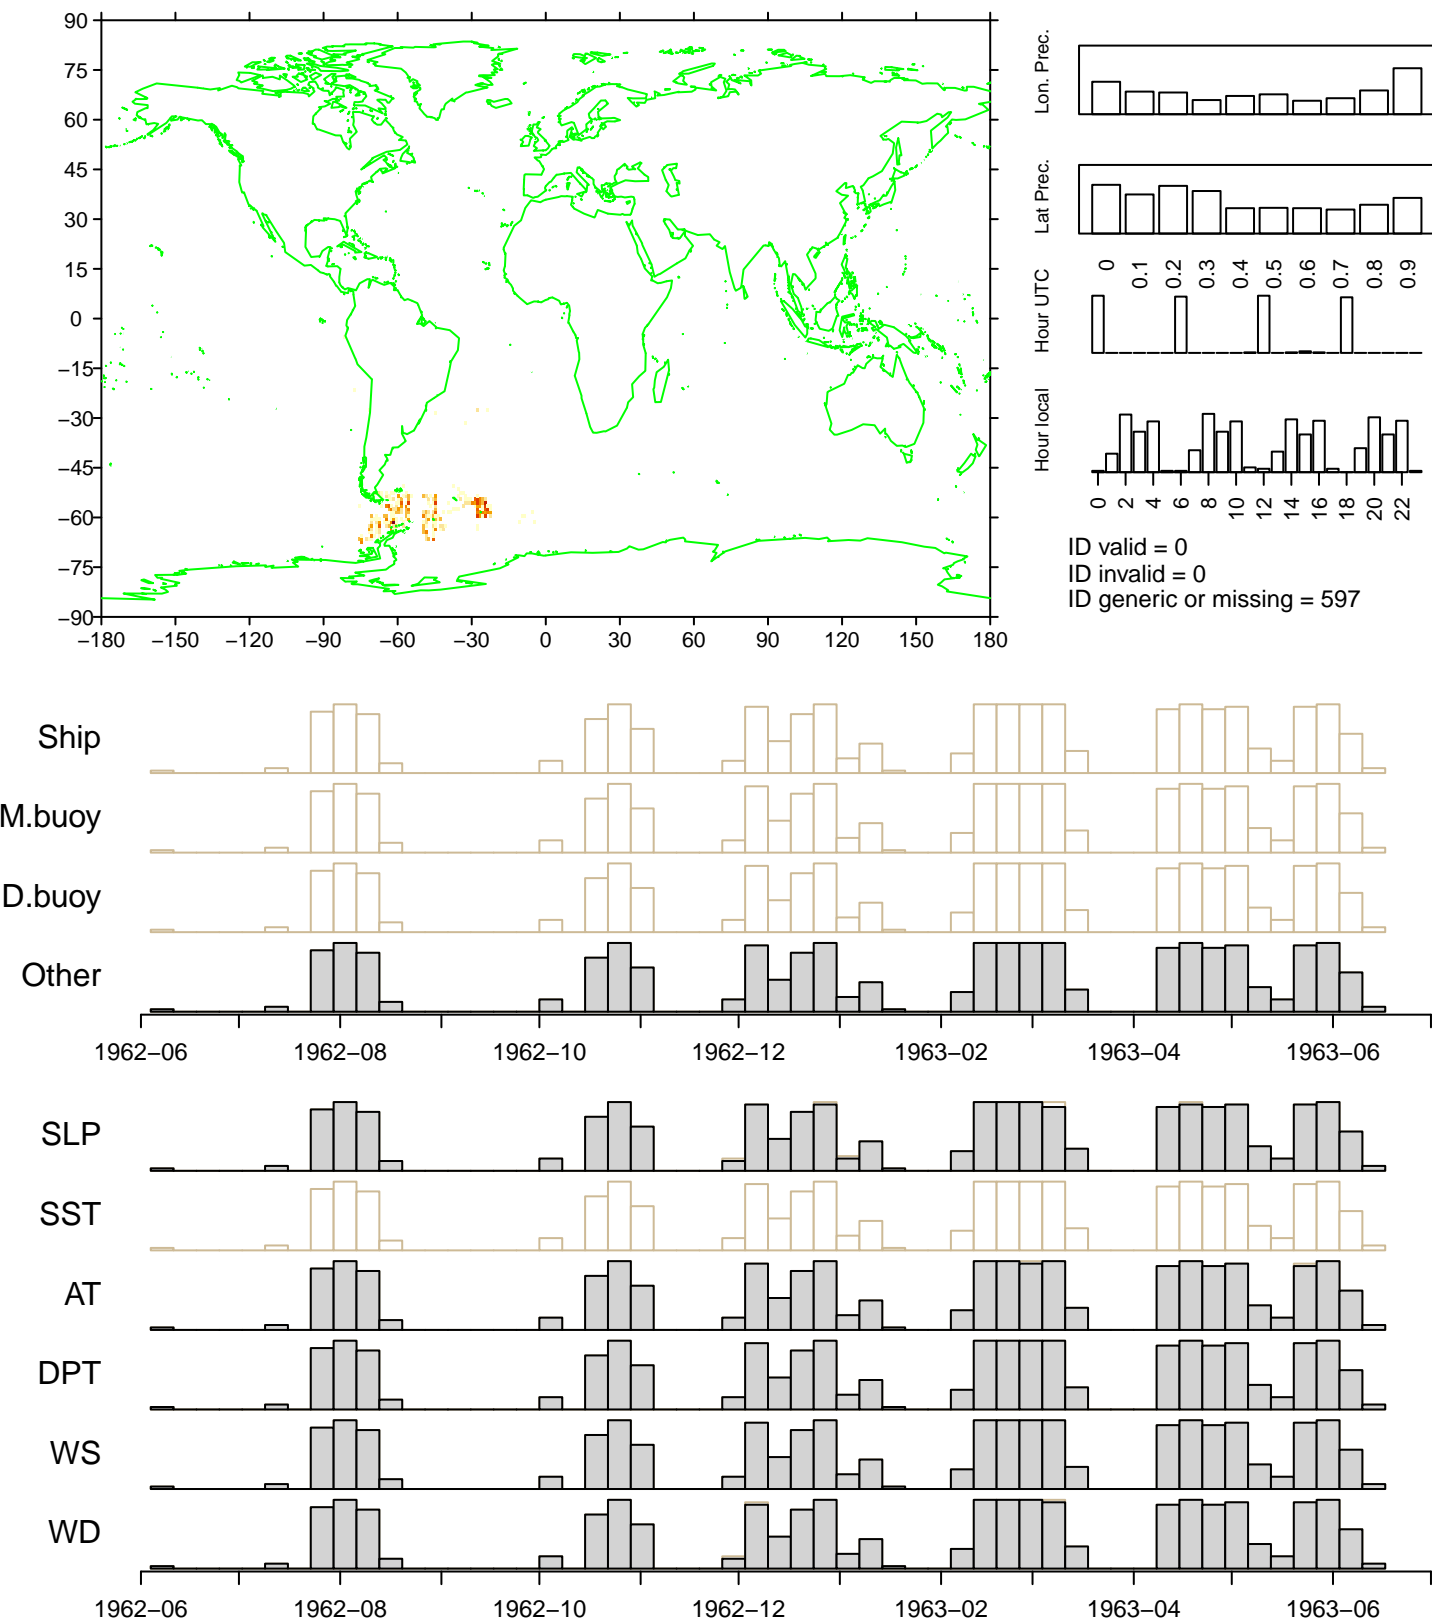 90
75
60
45
30
15
0
−15
−30
−45
−60
−75
−90
−180 −150 −120 −90 −60 −30 0 30 60 90 120 150 180
Lon. Prec.
Lat Prec.
0 0.1 0.2 0.3 0.4 0.5 0.6 0.7 0.8 0.9
Hour UTC
Hour local
0 2 4 6 8 10 12 14 16 18 20 22
ID valid = 0
ID invalid = 0
ID generic or missing = 597
Ship
M.buoy
D.buoy
Other
1962−06 1962−08 1962−10 1962−12 1963−02 1963−04 1963−06
SLP
SST
AT
DPT
WS
WD
1962−06 1962−08 1962−10 1962−12 1963−02 1963−04 1963−06